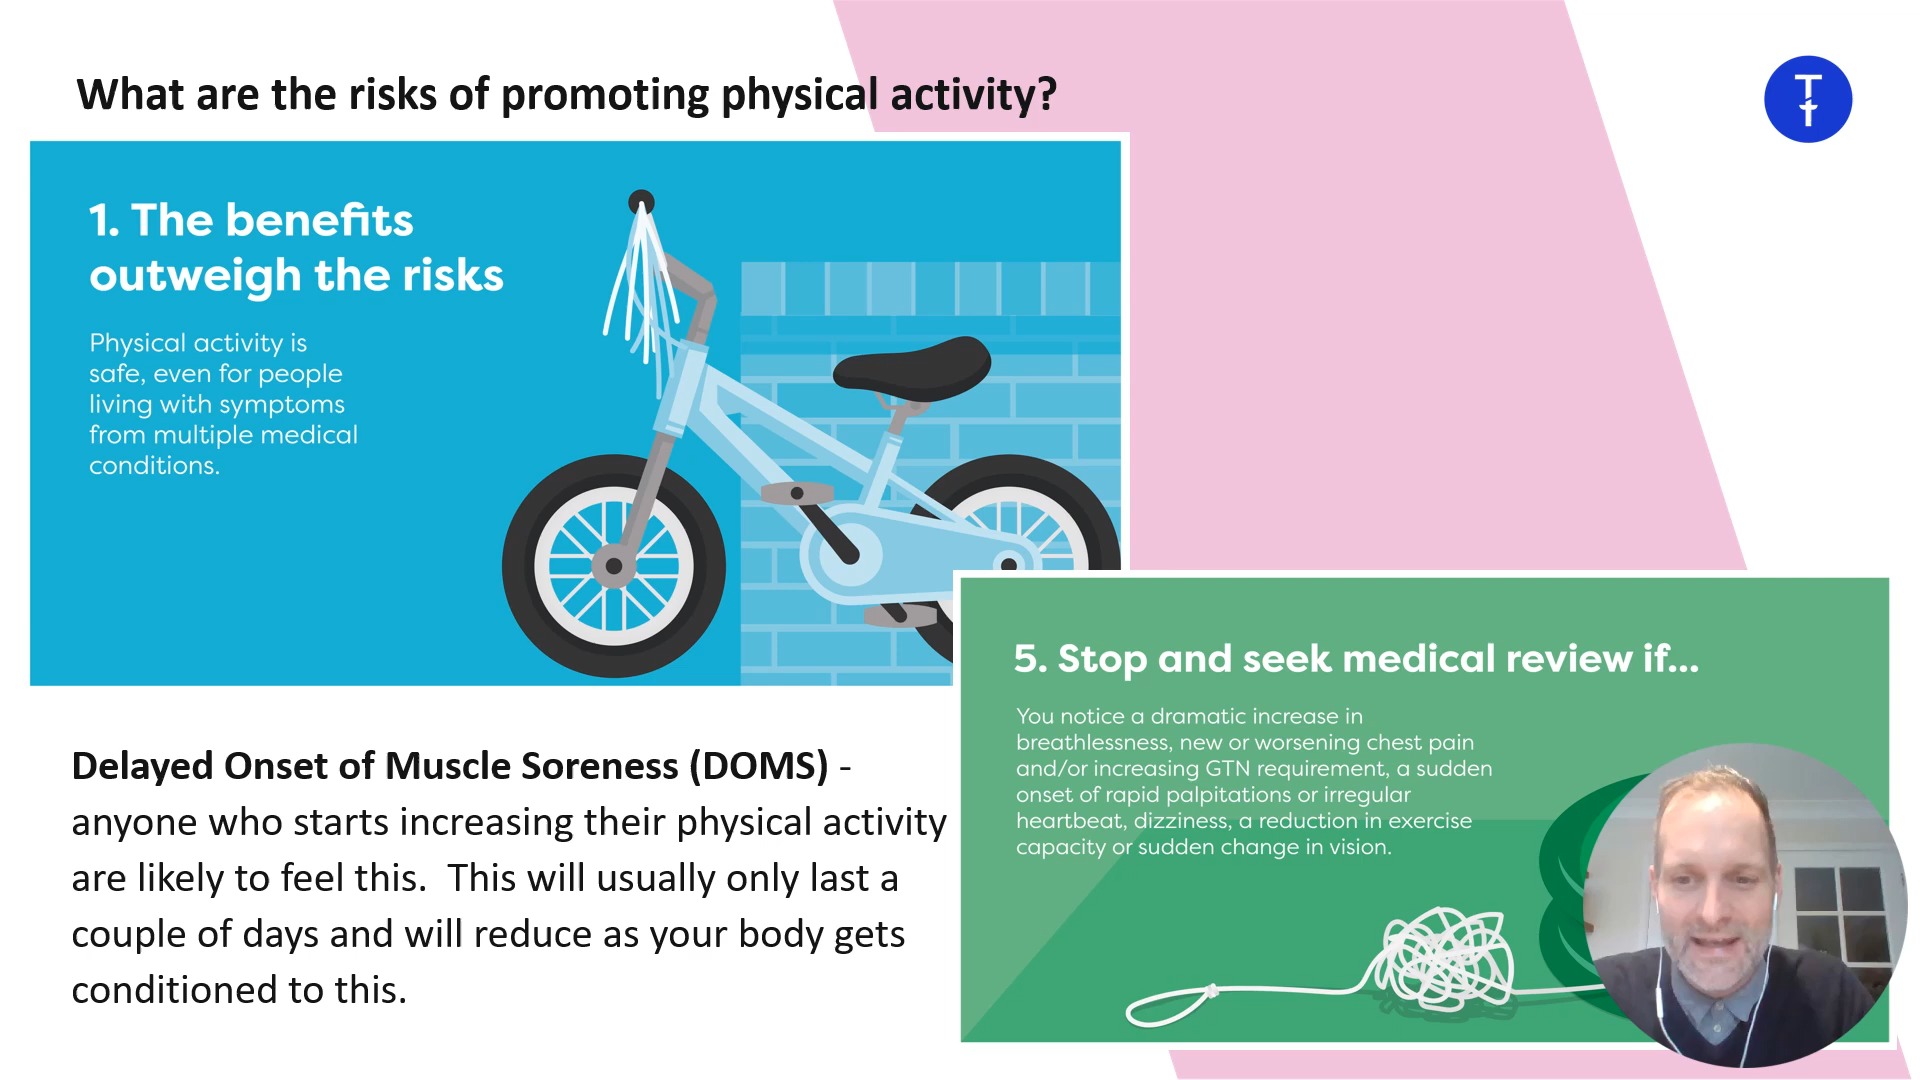 What are the risks of promoting physical activity?
Tt
1. The benefits
outweigh the risks
Physical activity is
safe, even for people
living with symptoms
from multiple medical
conditions.
Delayed Onset of Muscle Soreness (DOMS) -
anyone who starts increasing their physical activity
are likely to feel this.  This will usually only last a
couple of days and will reduce as your body gets
conditioned to this.
5. Stop and seek medical review if...
You notice a dramatic increase in
breathlessness, new or worsening chest pain
and/or increasing GTN requirement, a sudden
onset of rapid palpitations or irregular
heartbeat, dizziness, a reduction in exercise
capacity or sudden change in vision.